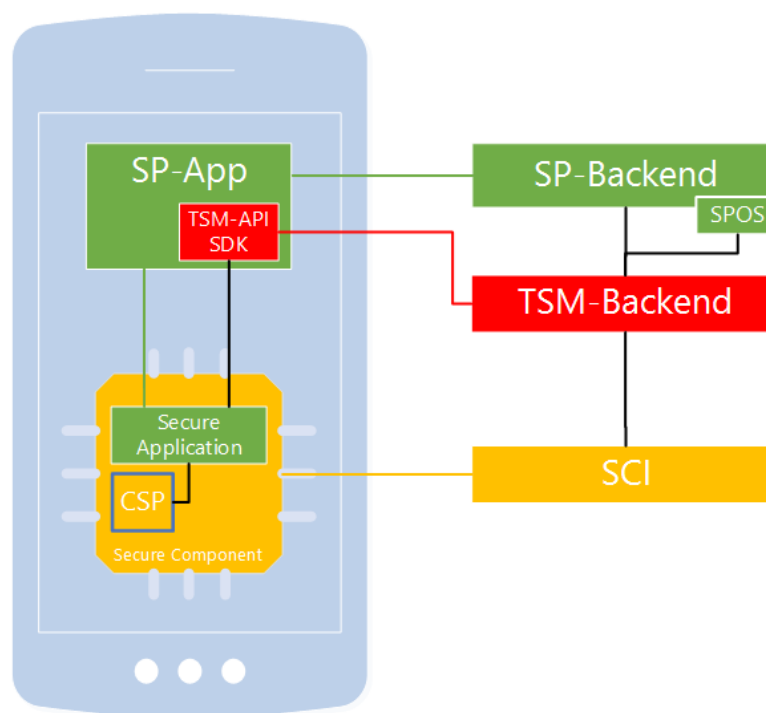 SP-App
TSM-API
SDK
SP-Backend
SPOS
TSM-Backend
Secure
Application
CSP
Secure Component
SCI